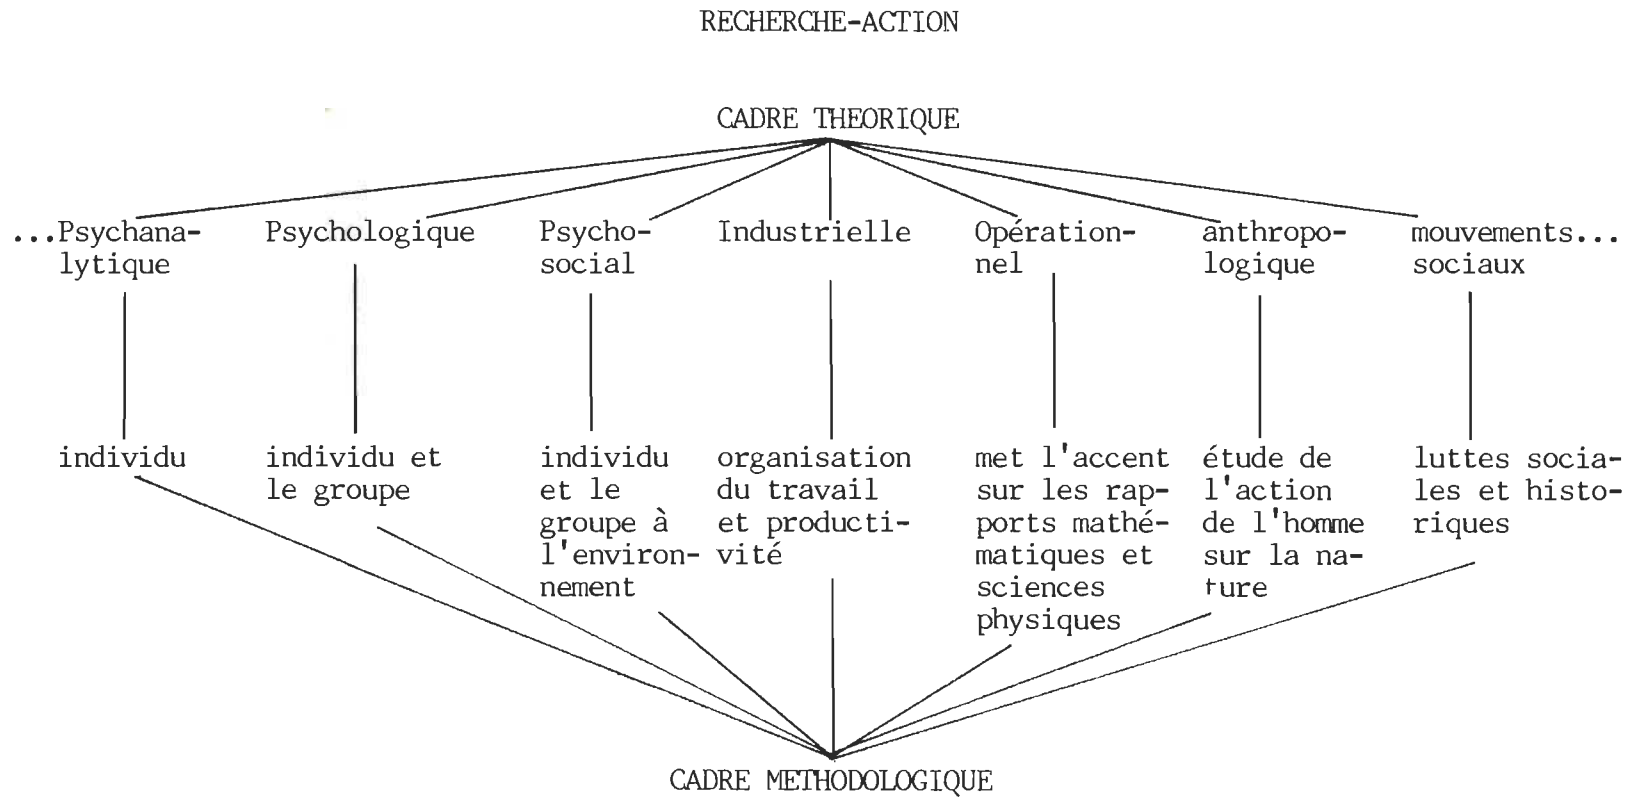 RECHERCHE-ACTION
CADRE THEORIQUE
...Psychana-
lytique
Psychologique
Psycho-
social
Industrielle
Opération-
nel
anthropo-
logique
mouvements...
sociaux
individu
individu et
le groupe
individu
et le
groupe à
l'environ-
nement
organisation
du travail
et producti-
vité
met l'accent
sur les rap-
ports mathé-
matiques et
sciences
physiques
étude de
l'action
de l'homme
sur la na-
ture
luttes socia-
les et histo-
riques
CADRE METHODOLOGIQUE